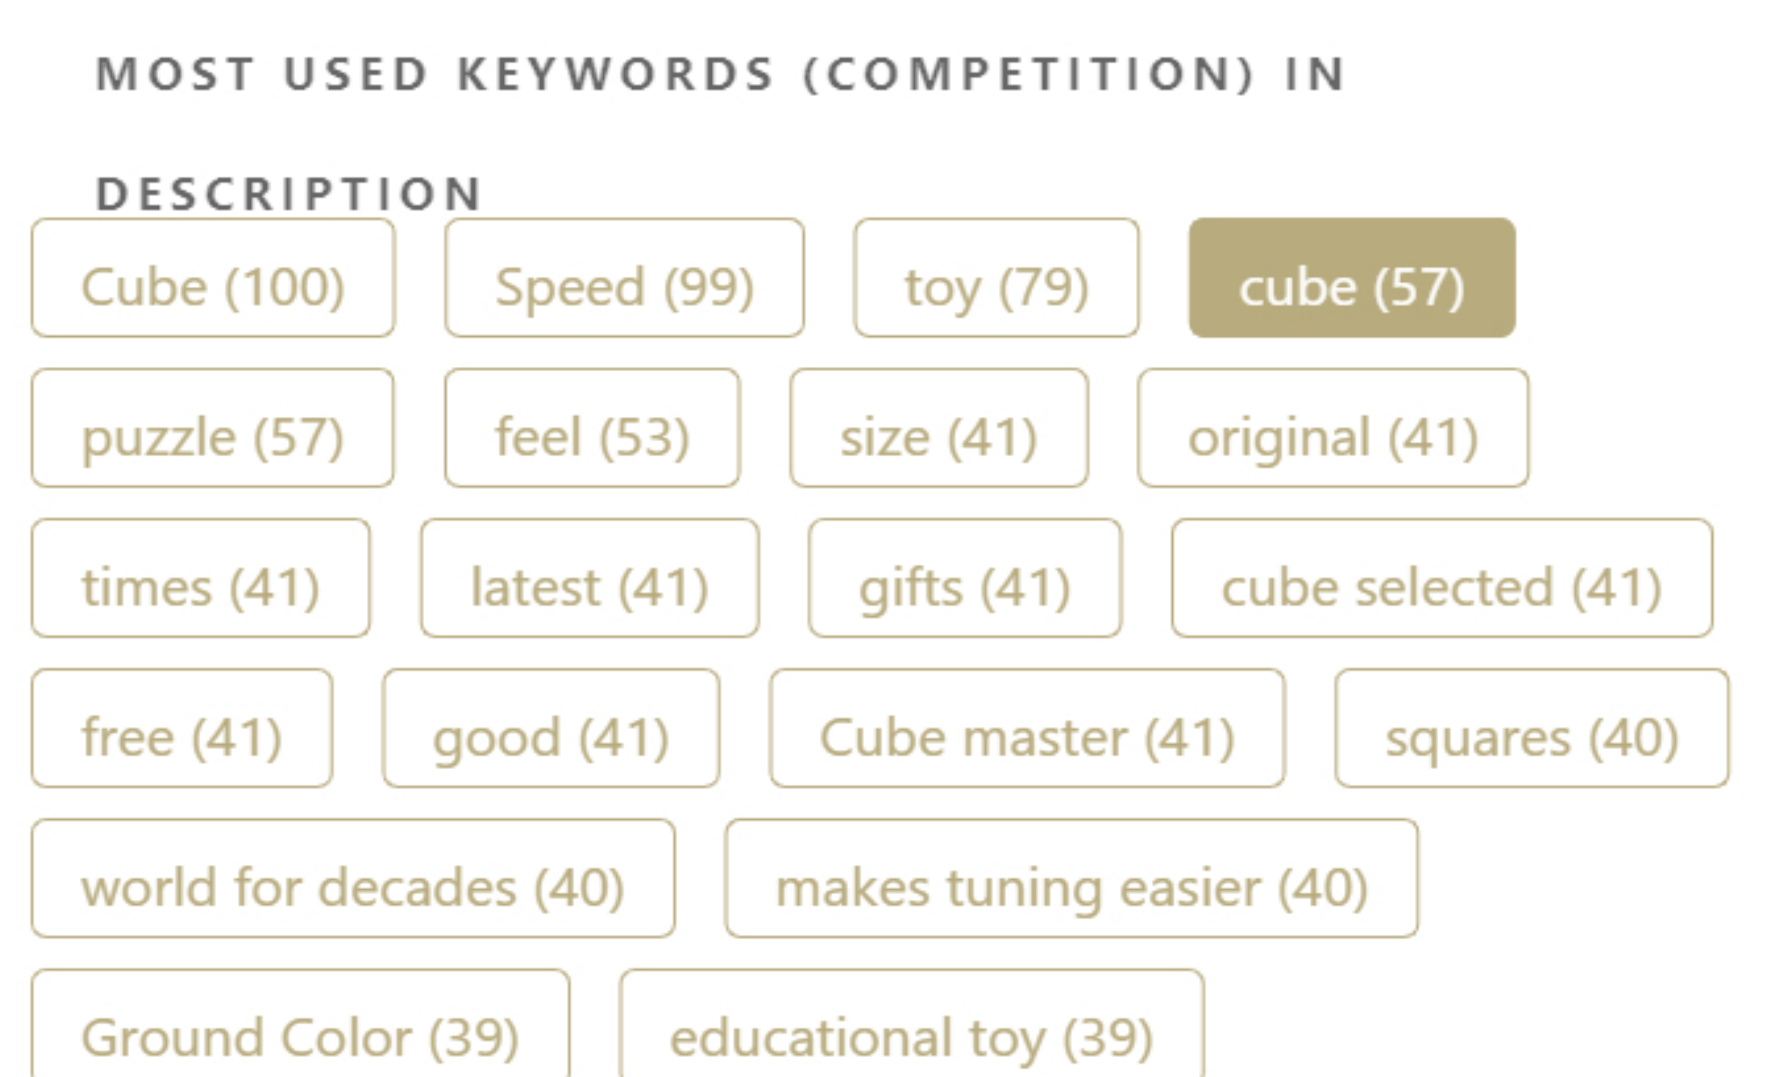 MOST USED KEYWORDS (COMPETITION) IN
DESCRIPTION
Cube (100) Speed (99) toy (79) cube (57)
puzzle (57) feel (53) size (41) original (41)
times (41) latest (41) gifts (41) cube selected (41)
free (41) good (41) Cube master (41) squares (40)
world for decades (40) makes tuning easier (40)
Ground Color (39) educational toy (39)